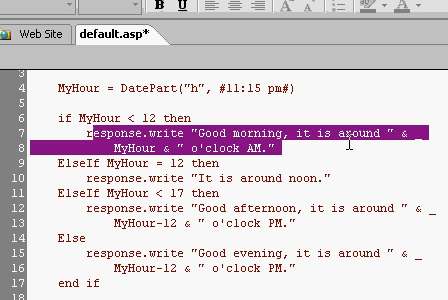 B U A
Web Site default.asp*
3
4 MyHour = DatePart("h", #11:15 pm#)
5
6 if MyHour < 12 then
7 response.write "Good morning, it is around " & _
8 MyHour & " o'clock AM."
9 ElseIf MyHour = 12 then
10 response.write "It is around noon."
11 ElseIf MyHour < 17 then
12 response.write "Good afternoon, it is around " & _
13 MyHour-12 & " o'clock PM."
14 Else
15 response.write "Good evening, it is around " & _
16 MyHour-12 & " o'clock PM."
17 end if
18